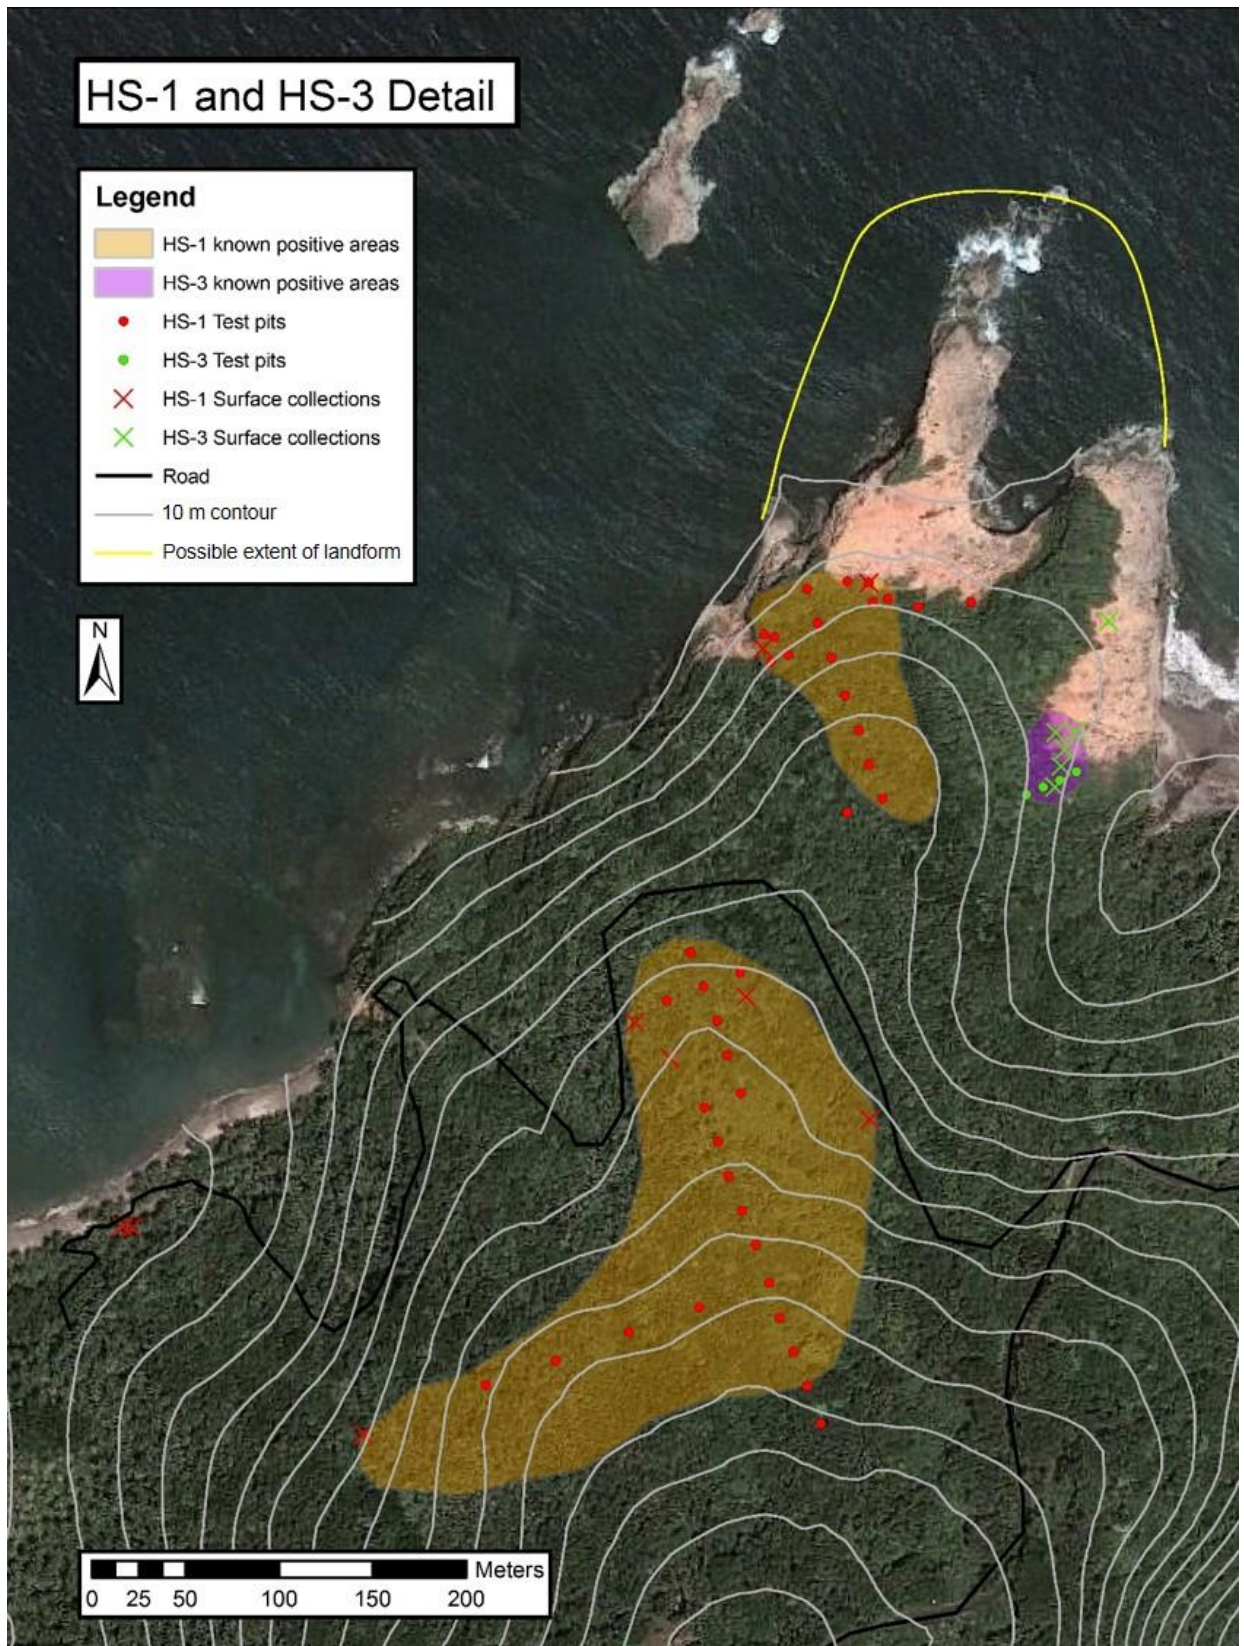 HS-1 and HS-3 Detail
Legend
HS-1 known positive areas
HS-3 known positive areas
HS-1 Test pits
HS-3 Test pits
HS-1 Surface collections
HS-3 Surface collections
Road
10 m contour
Possible extent of landform
N
Meters
0 25 50 100 150 200